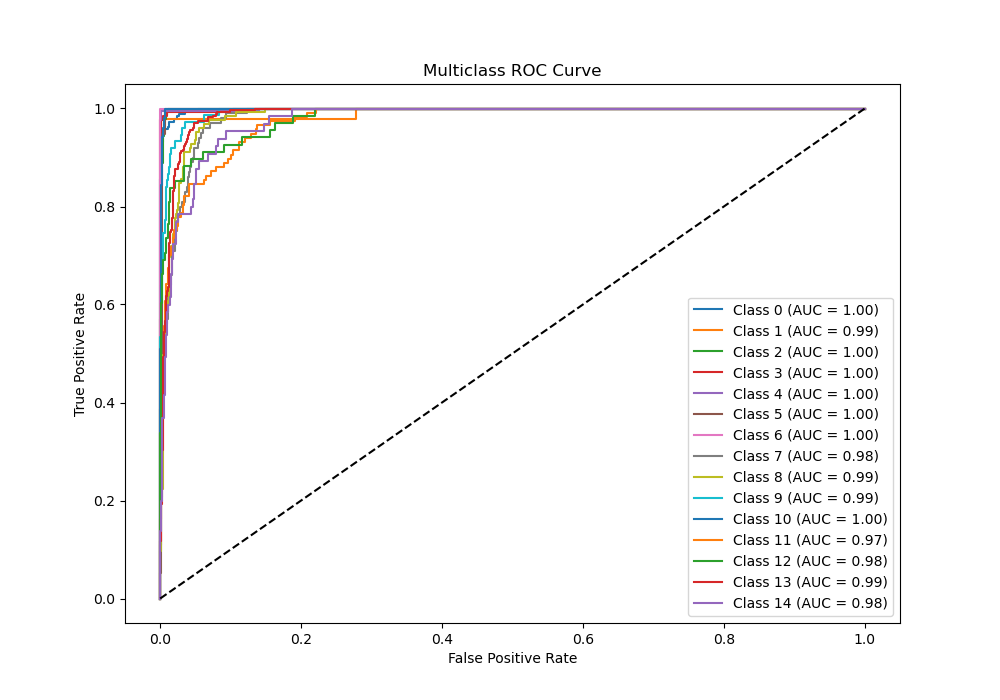 Multiclass ROC Curve
True Positive Rate
1.0
0.8
0.6
0.4
0.2
0.0
Class 0 (AUC = 1.00)
Class 1 (AUC = 0.99)
Class 2 (AUC = 1.00)
Class 3 (AUC = 1.00)
Class 4 (AUC = 1.00)
Class 5 (AUC = 1.00)
Class 6 (AUC = 1.00)
Class 7 (AUC = 0.98)
Class 8 (AUC = 0.99)
Class 9 (AUC = 0.99)
Class 10 (AUC = 1.00)
Class 11 (AUC = 0.97)
Class 12 (AUC = 0.98)
Class 13 (AUC = 0.99)
Class 14 (AUC = 0.98)
0.0 0.2 0.4 0.6 0.8 1.0
False Positive Rate